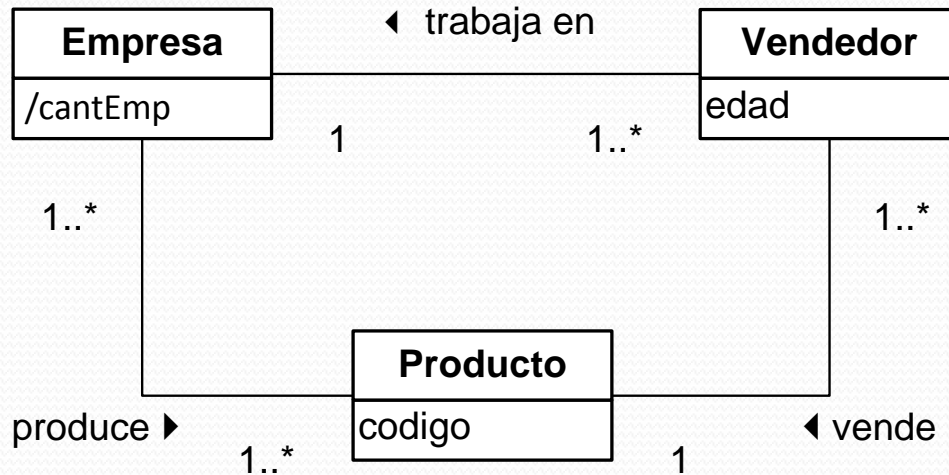 ◀ trabaja en
Empresa
Vendedor
/cantEmp
edad
1
1..*
1..*
1..*
Producto
codigo
produce ▶
◀ vende
1..*
1